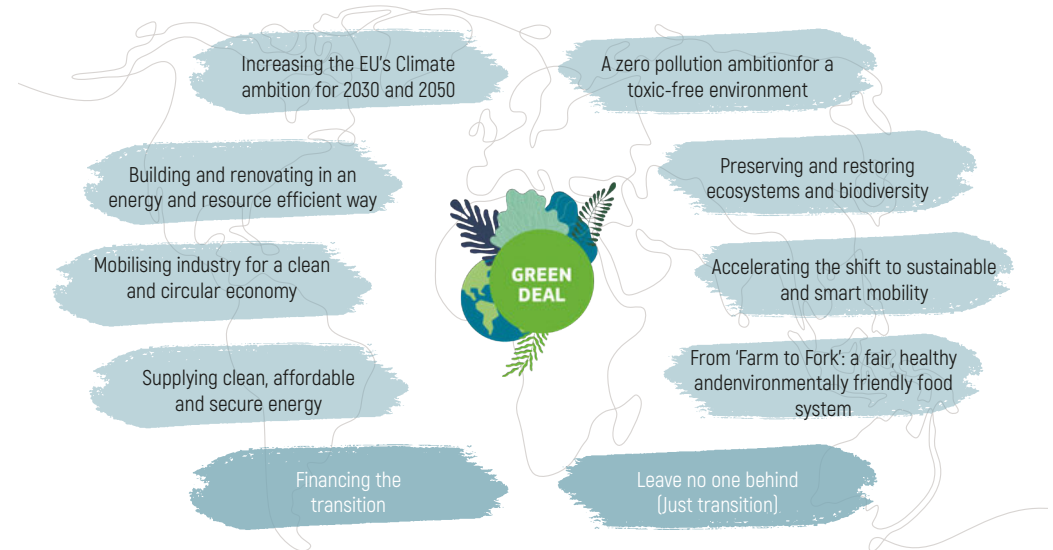 Increasing the EU's Climate
ambition for 2030 and 2050
A zero pollution ambitionfor a
toxic-free environment
Building and renovating in an
energy and resource efficient way
Preserving and restoring
ecosystems and biodiversity
Mobilising industry for a clean
and circular economy
GREEN
DEAL
Accelerating the shift to sustainable
and smart mobility
Supplying clean, affordable
and secure energy
From ‘Farm to Fork’: a fair, healthy
andenvironmentally friendly food
system
Financing the
transition
Leave no one behind
(Just transition)